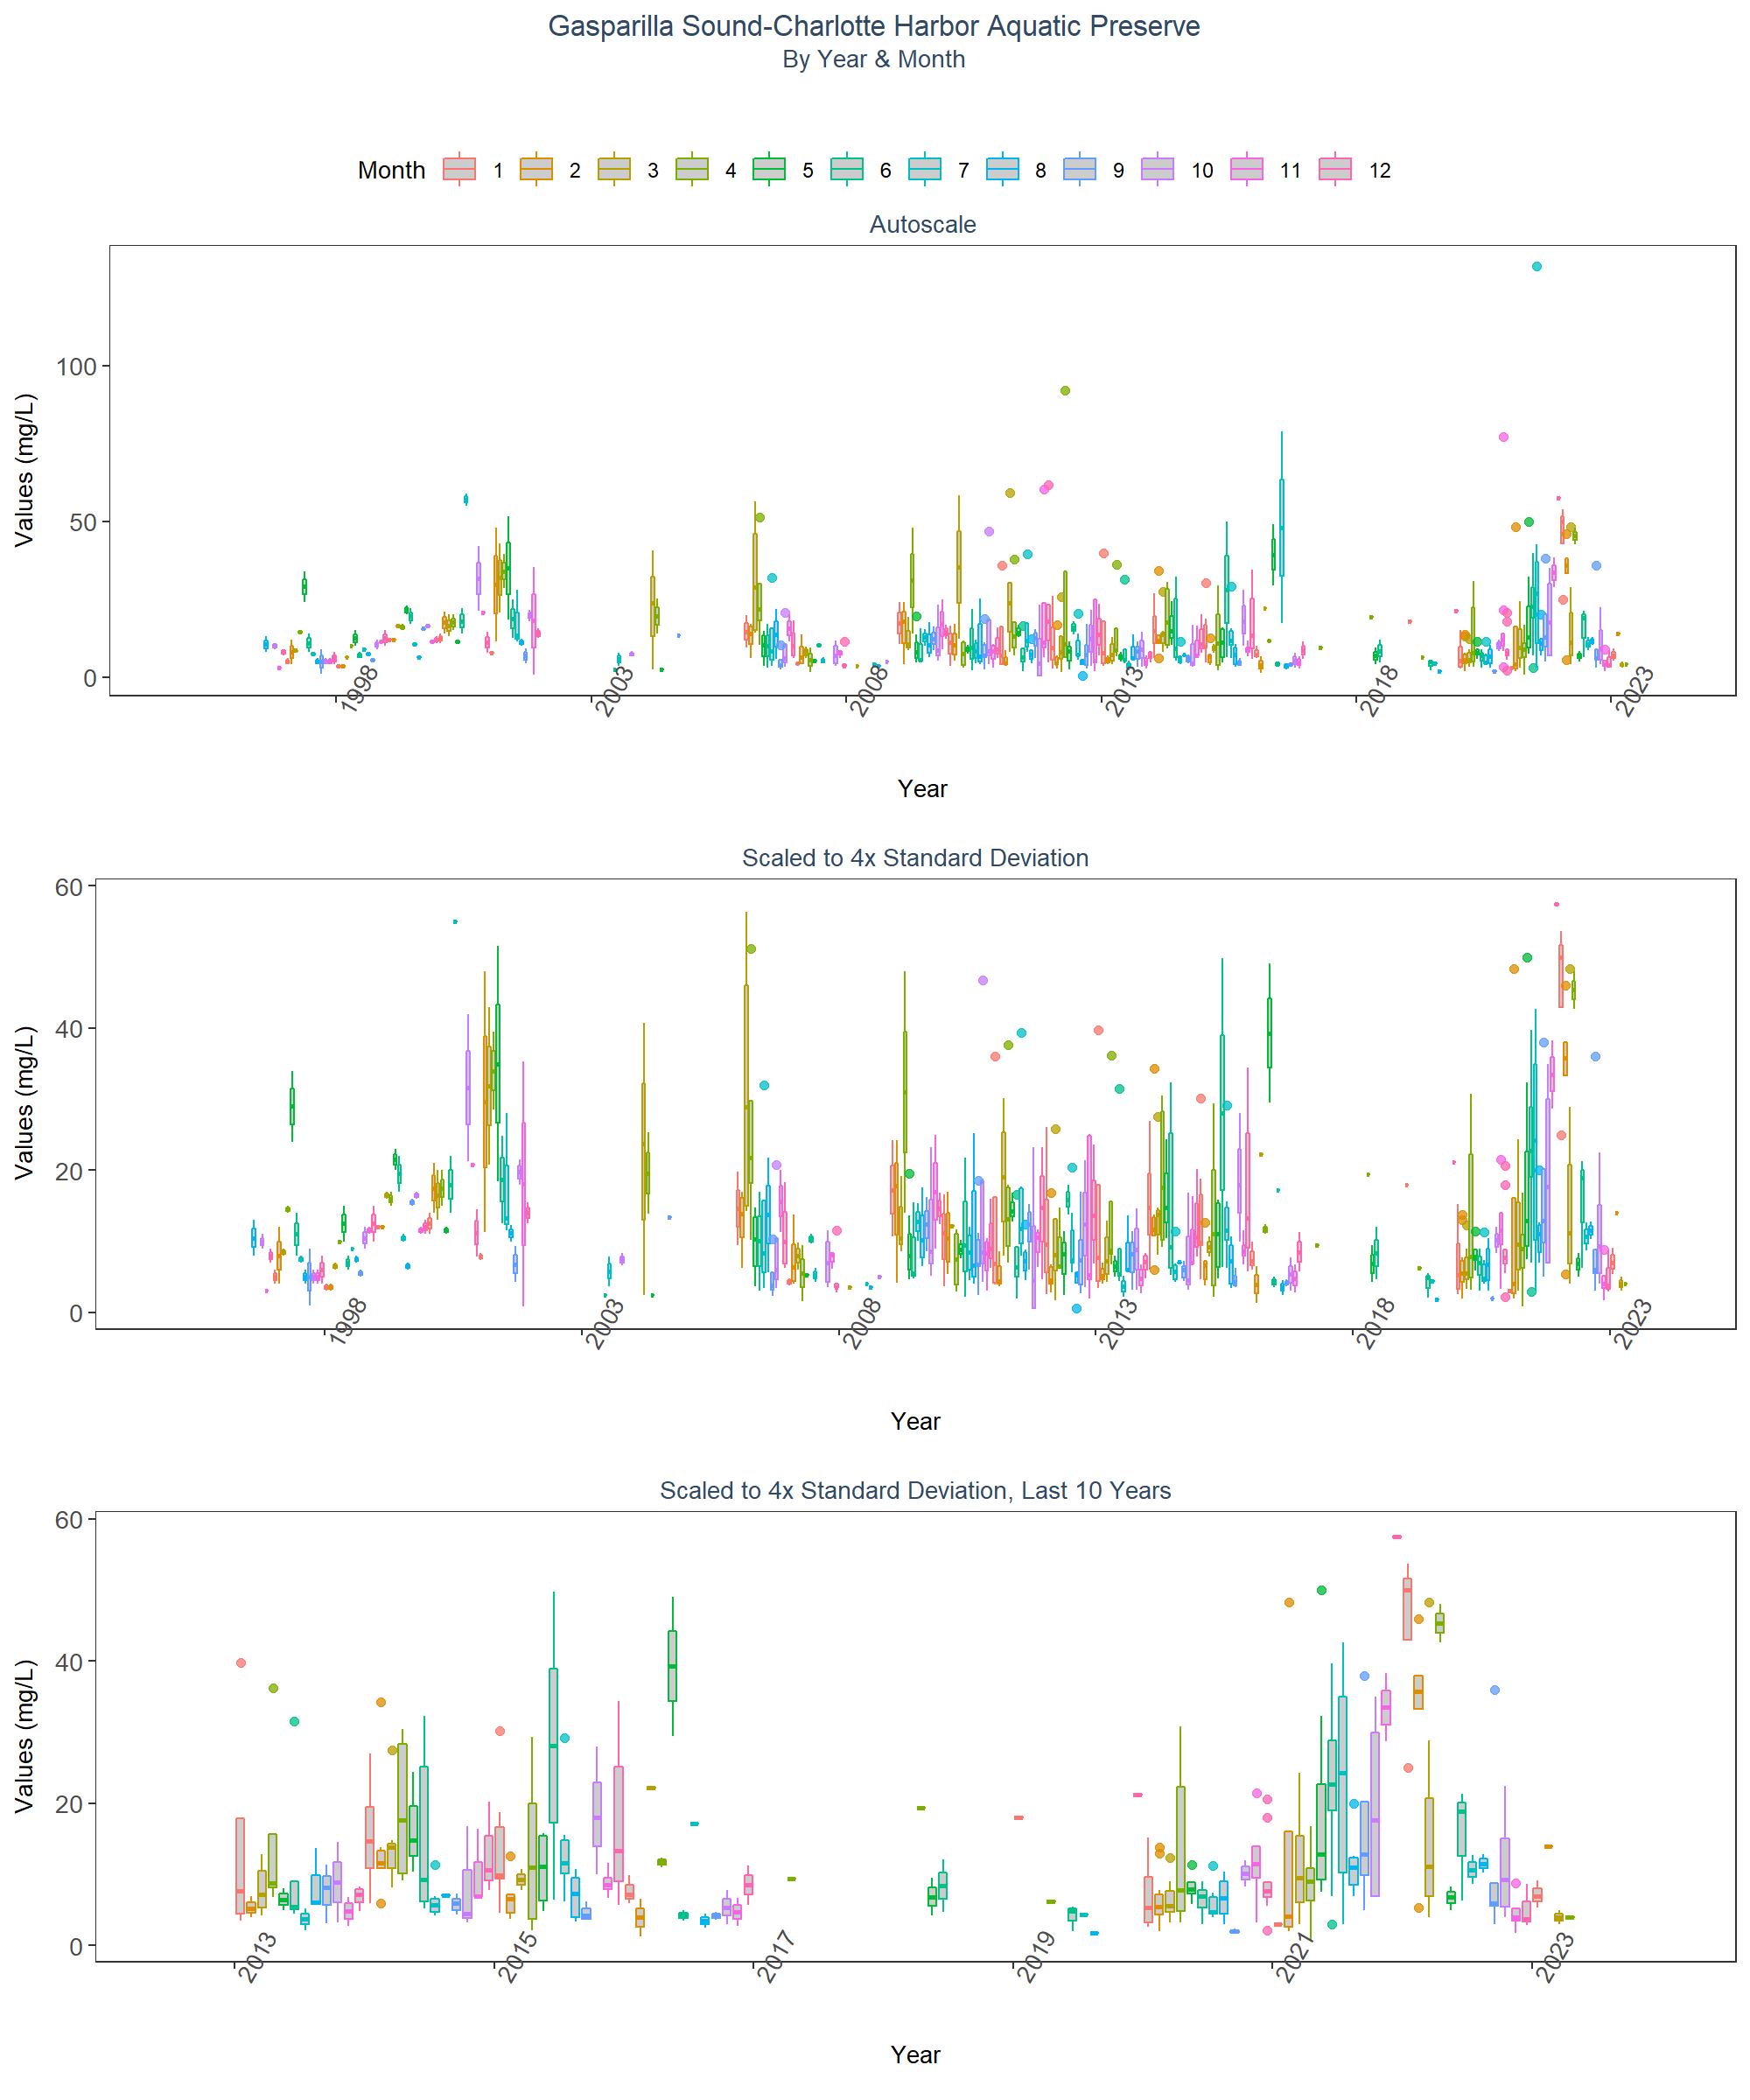 Gasparilla Sound-Charlotte Harbor Aquatic Preserve
By Year & Month
Month 1 2 3 4 5 6 7 8 9 10 11 12
Autoscale
Values (mg/L)
100
50
0
1998 2003 2008 2013 2018 2023
Year
Scaled to 4x Standard Deviation
Values (mg/L)
60
40
20
0
1998 2003 2008 2013 2018 2023
Year
Scaled to 4x Standard Deviation, Last 10 Years
Values (mg/L)
60
40
20
0
2013 2015 2017 2019 2021 2023
Year